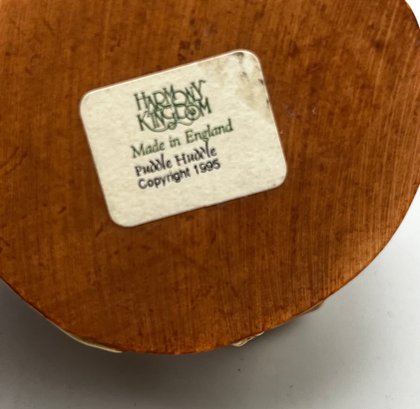 HARMONY
KINGDOM
Made in England
Puddle Huddle
Copyright 1995